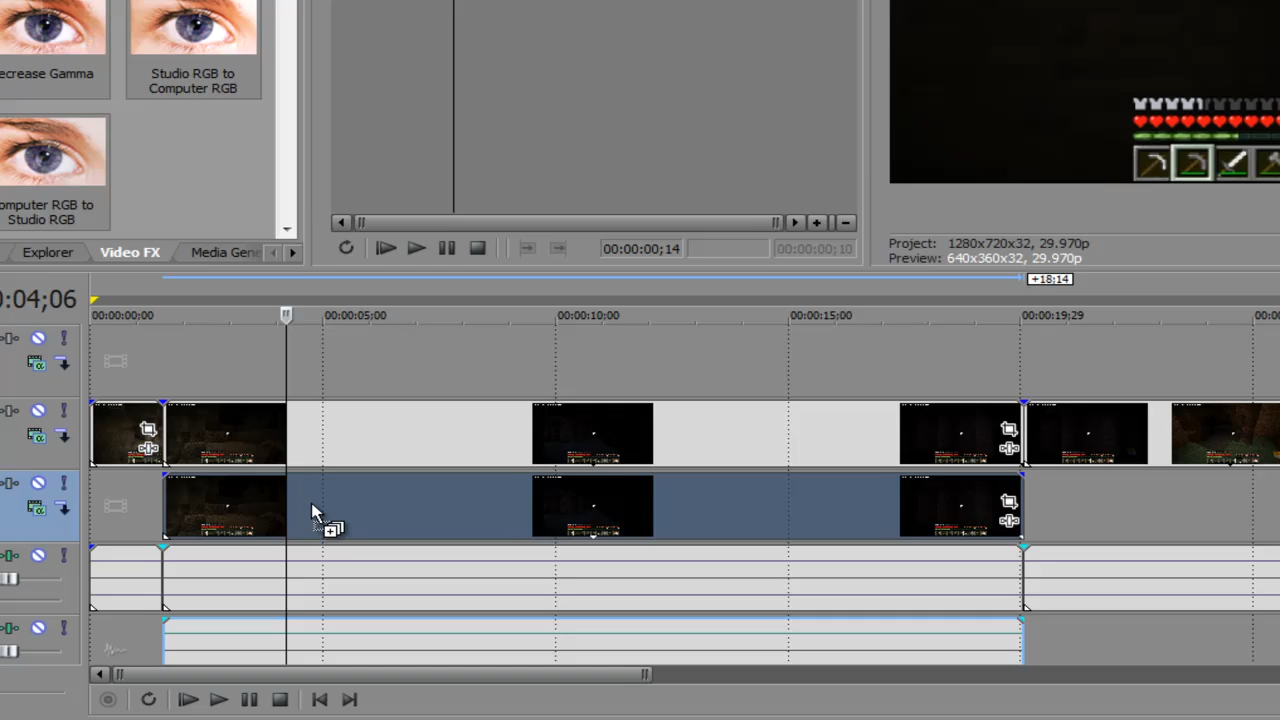 ecrease Gamma
Studio RGB to
Computer RGB
omputer RGB to
Studio RGB
Explorer
Video FX
Media Gene
00:00:00;14
00:00:00;10
Project: 1280x720x32, 29.970p
Preview: 640x360x32, 29.970p
+18;14
0:04;06
00:00:00;00
00:00:05;00
00:00:10;00
00:00:15;00
00:00:19;29
00:00